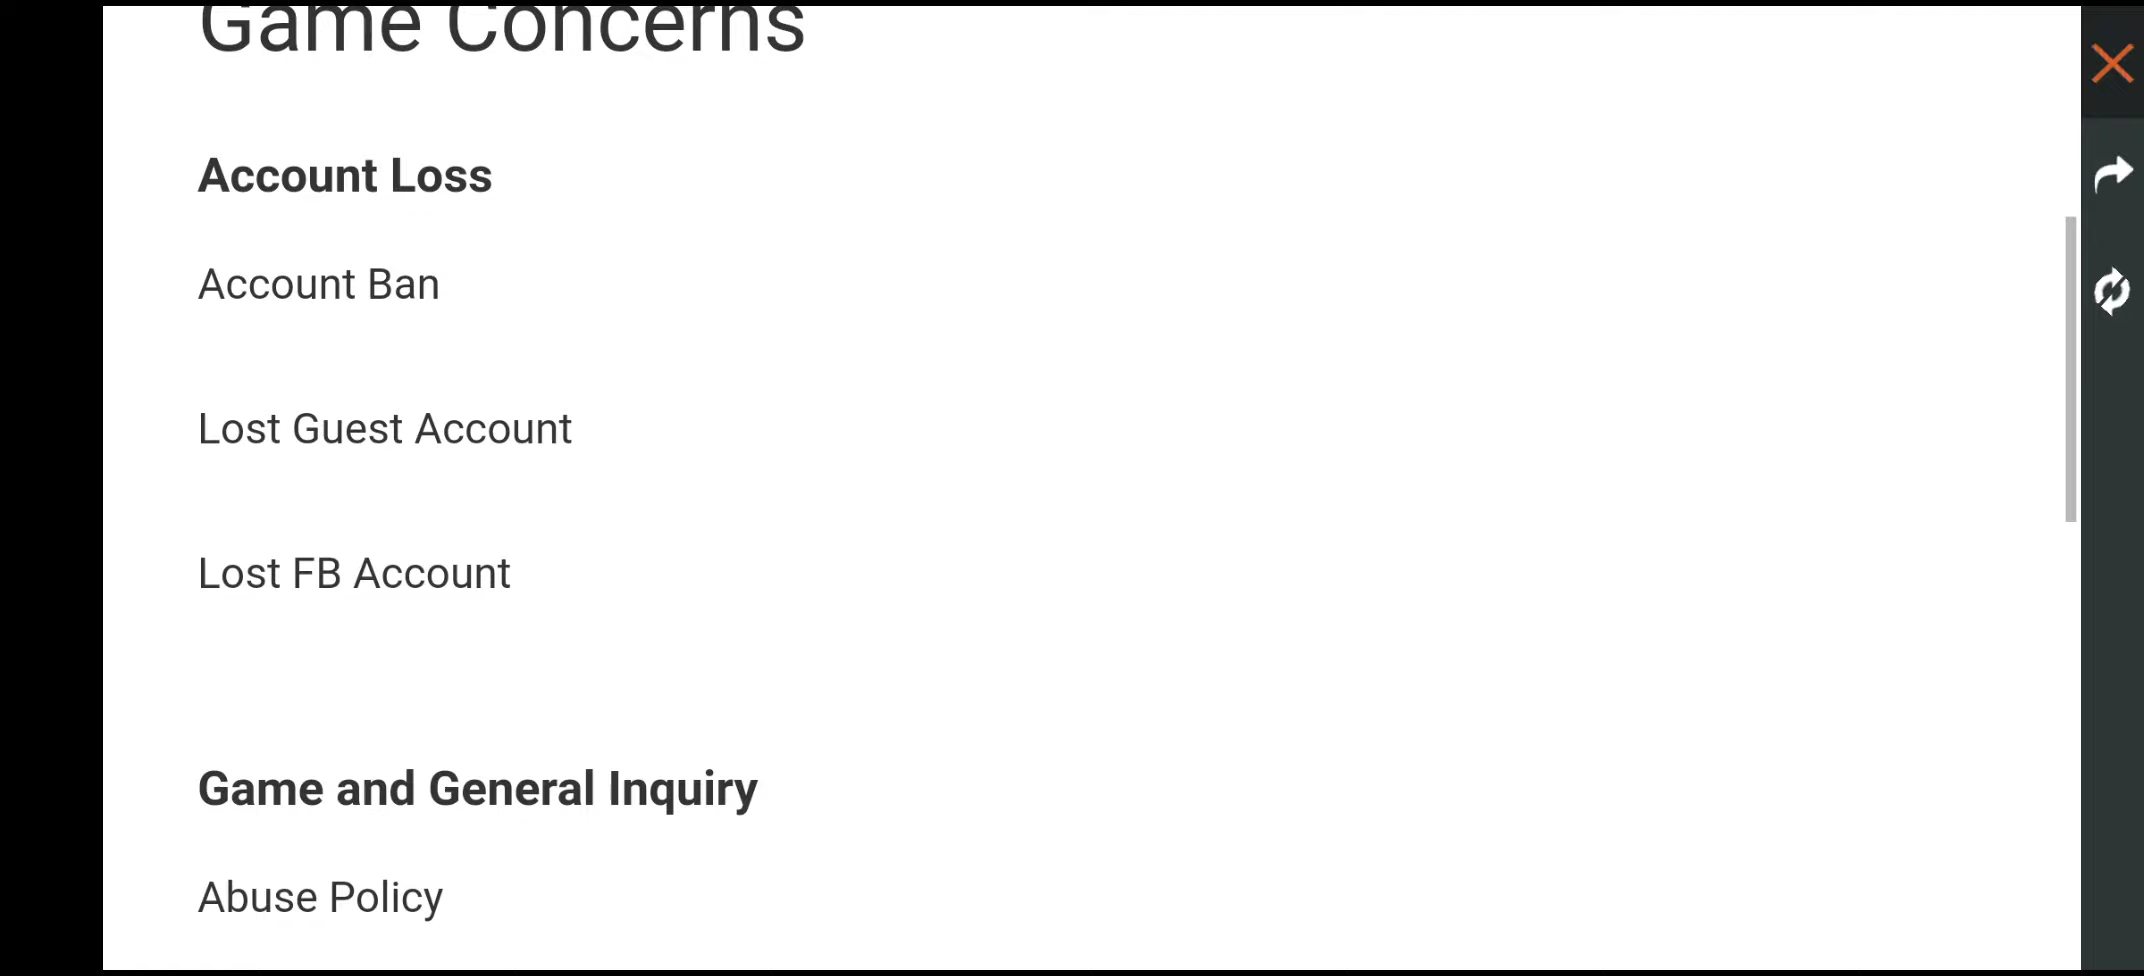 Game Concerns
Account Loss
Account Ban
Lost Guest Account
Lost FB Account
Game and General Inquiry
Abuse Policy